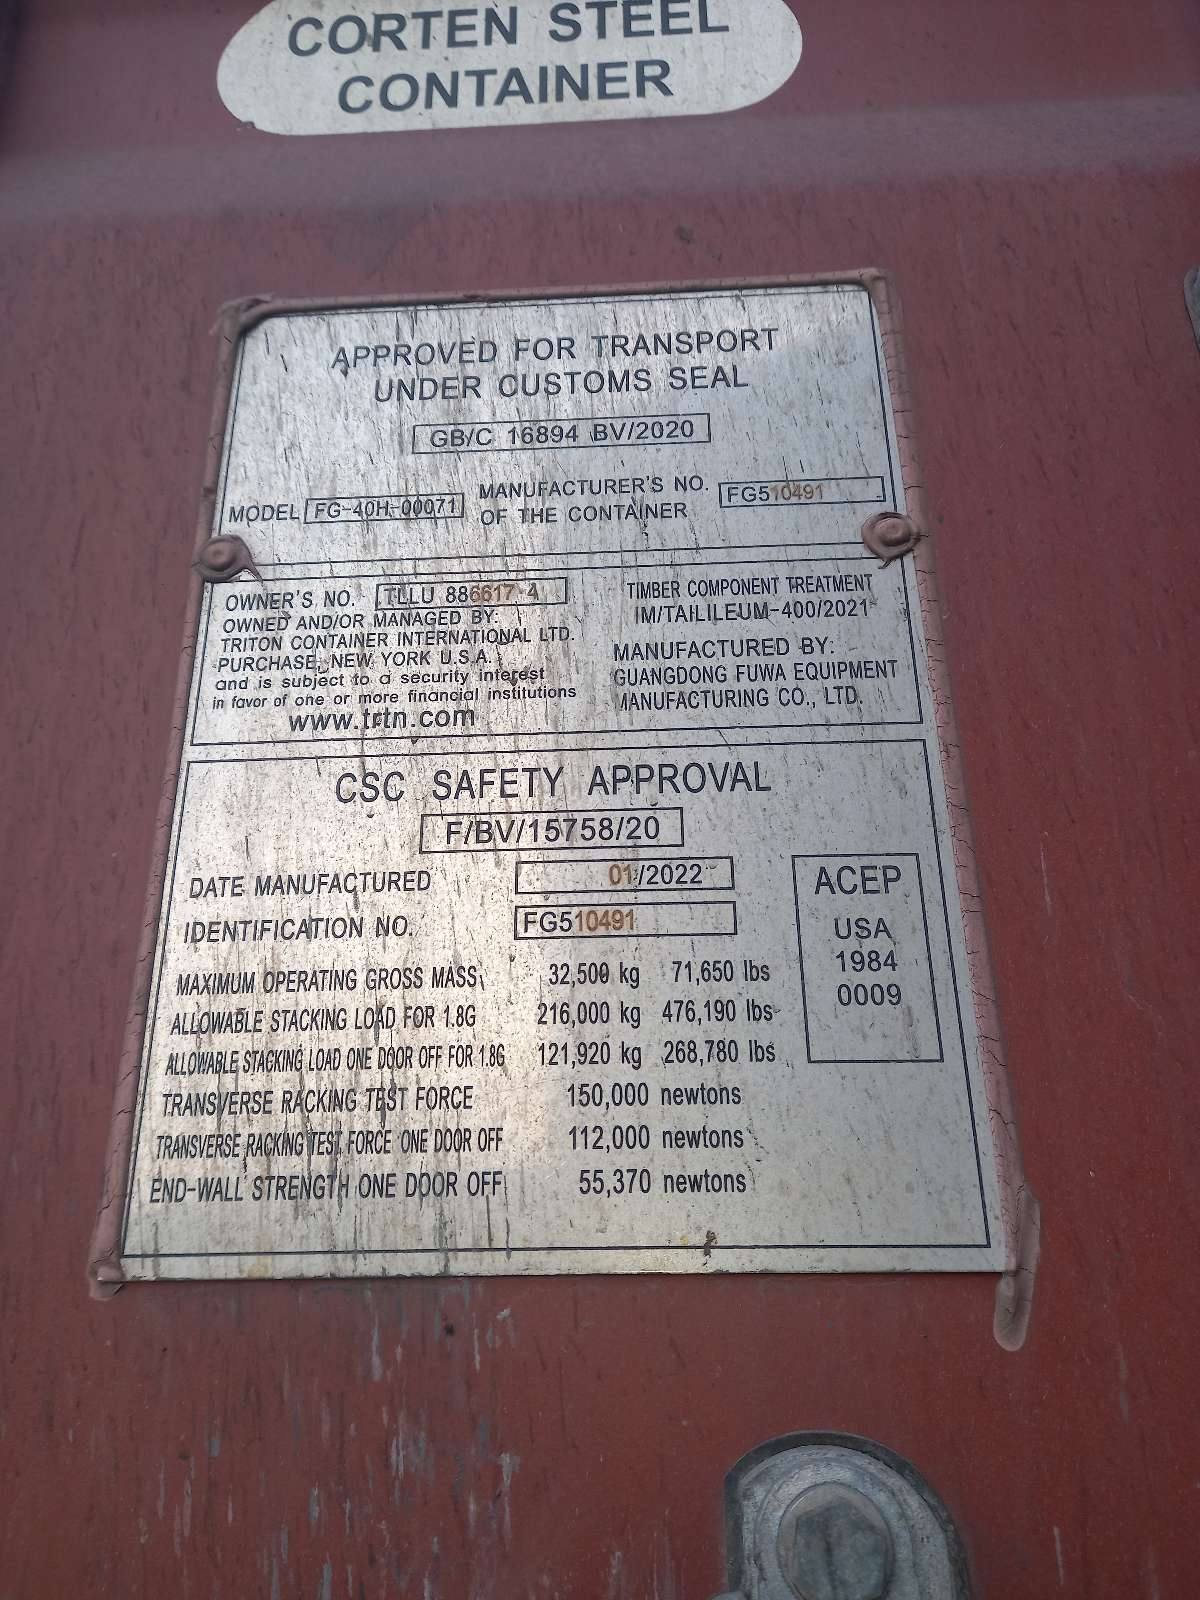 CORTEN STEEL
CONTAINER
APPROVED FOR TRANSPORT
UNDER CUSTOMS SEAL
GB/C 16894 BV/2020
MODEL FG-40H-00071 MANUFACTURER'S NO. OF THE CONTAINER FG510491
OWNER'S NO. TLLU 886617 4
OWNED AND/OR MANAGED BY:
TRITON CONTAINER INTERNATIONAL LTD.
PURCHASE, NEW YORK U.S.A.
and is subject to a security interest
in favor of one or more financial institutions
www.trtn.com
TIMBER COMPONENT TREATMENT
IM/TAILILEUM-400/2021
MANUFACTURED BY:
GUANGDONG FUWA EQUIPMENT
MANUFACTURING CO., LTD.
CSC SAFETY APPROVAL
F/BV/15758/20
DATE MANUFACTURED 01/2022
IDENTIFICATION NO. FG510491
MAXIMUM OPERATING GROSS MASS 32,500 kg 71,650 lbs
ALLOWABLE STACKING LOAD FOR 1.8G 216,000 kg 476,190 lbs
ALLOWABLE STACKING LOAD ONE DOOR OFF FOR 1.8G 121,920 kg 268,780 lbs
TRANSVERSE RACKING TEST FORCE 150,000 newtons
TRANSVERSE RACKING TEST FORCE ONE DOOR OFF 112,000 newtons
END-WALL STRENGTH ONE DOOR OFF 55,370 newtons
ACEP
USA
1984
0009